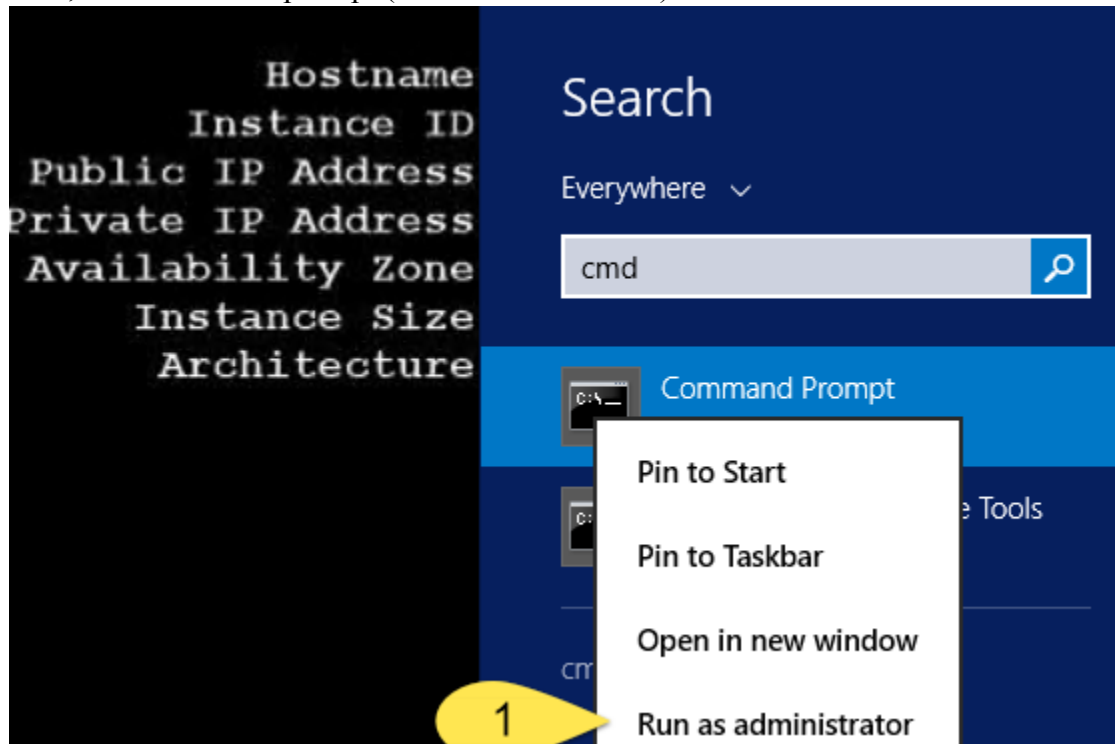 Hostname
Instance ID
Public IP Address
Private IP Address
Availability Zone
Instance Size
Architecture
Search
Everywhere
cmd
Command Prompt
Pin to Start
Tools
Pin to Taskbar
Open in new window
1
Run as administrator